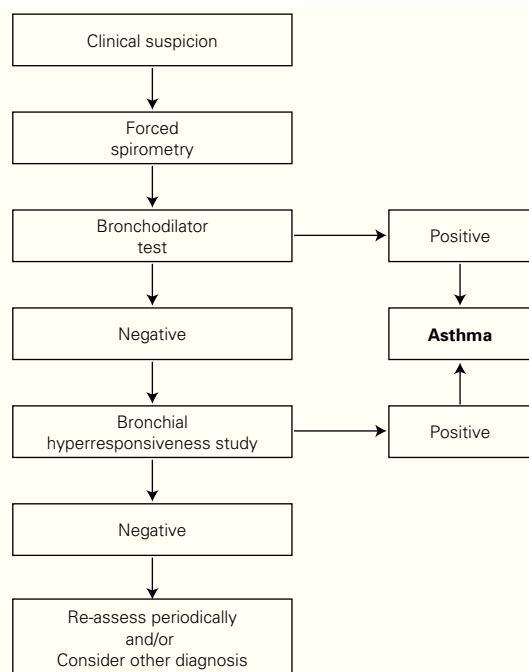 Clinical suspicion
Forced
spirometry
Bronchodilator
test
Positive
Negative
Asthma
Bronchial
hyperresponsiveness study
Positive
Negative
Re-assess periodically
and/or
Consider other diagnosis